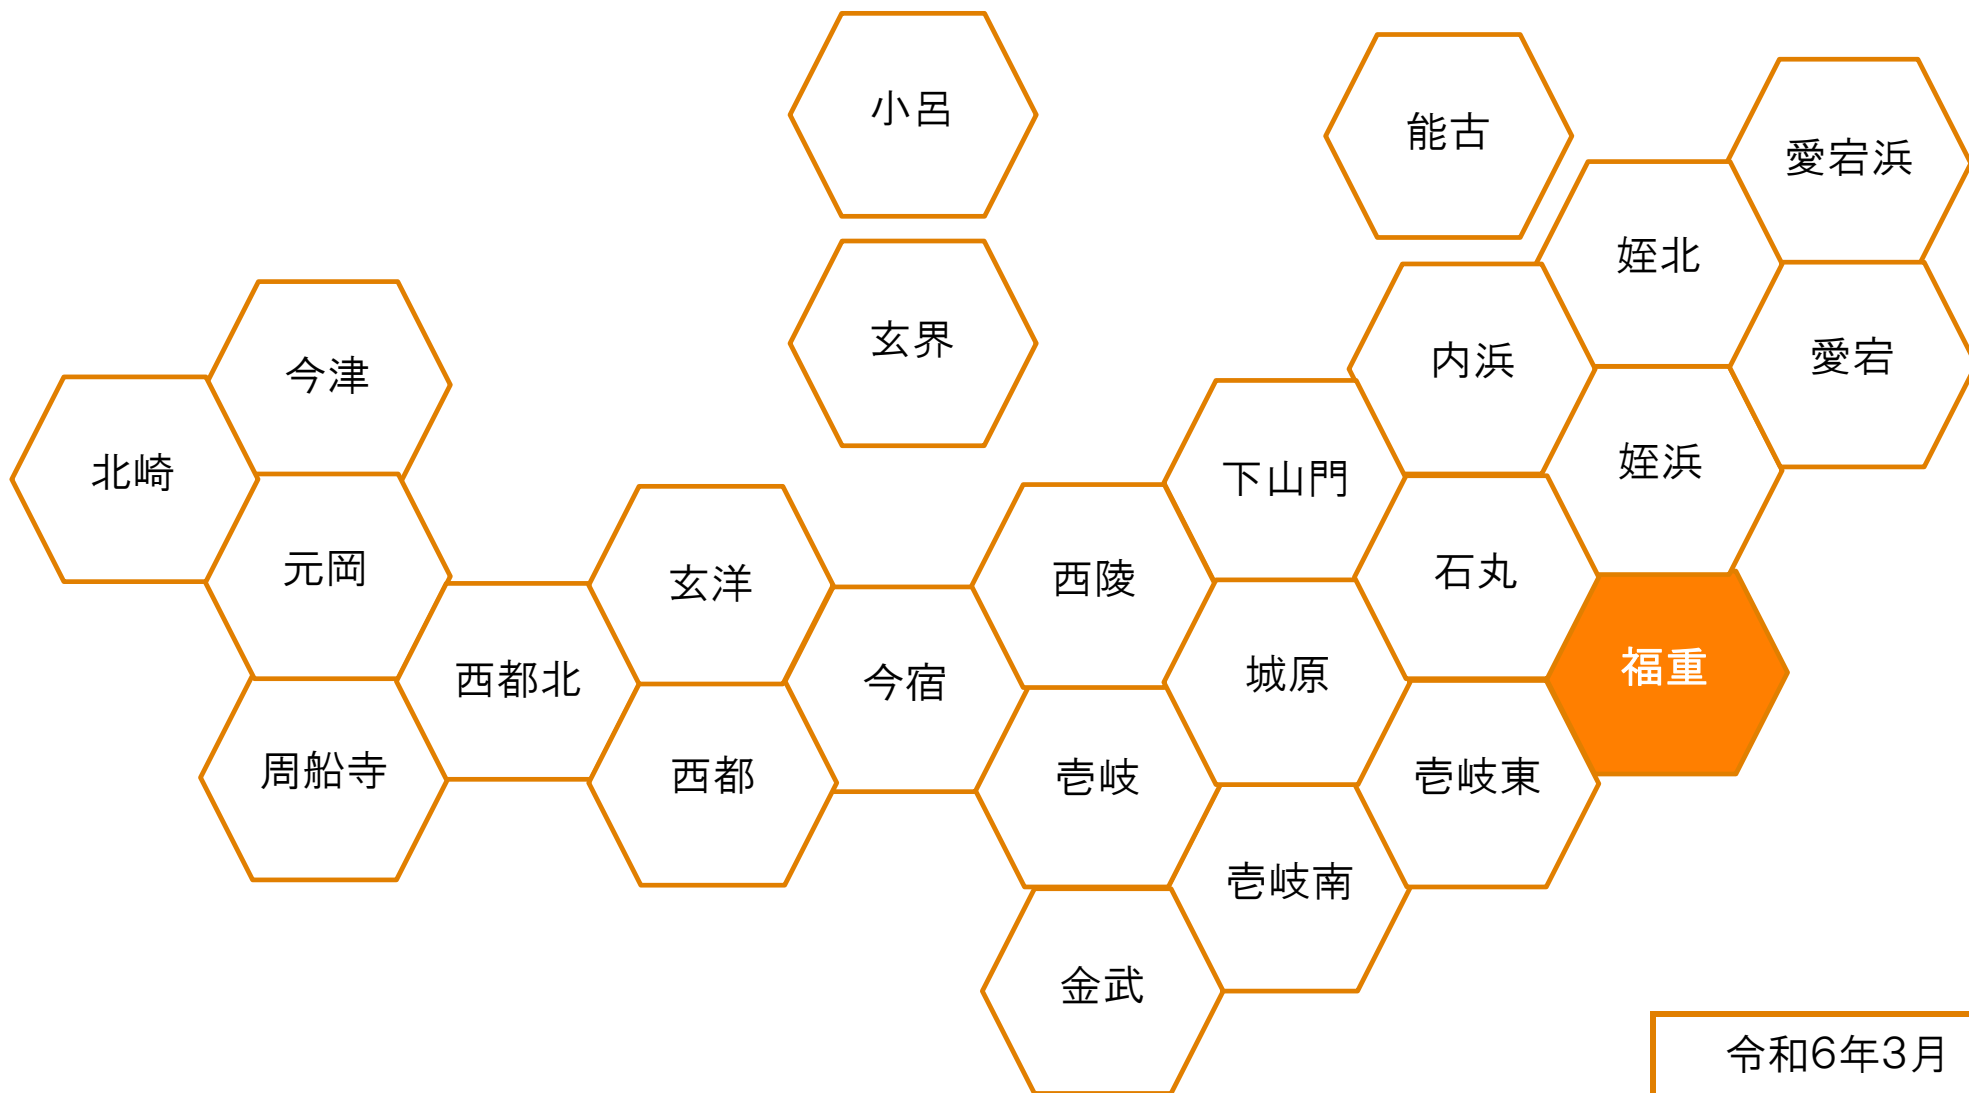 小呂
能古
愛宕浜
姪北
玄界
愛宕
内浜
今津
姪浜
北崎
下山門
元岡
石丸
西陵
玄洋
福重
城原
西都北
今宿
周船寺
西都
壱岐
壱岐東
壱岐南
金武
令和6年3月